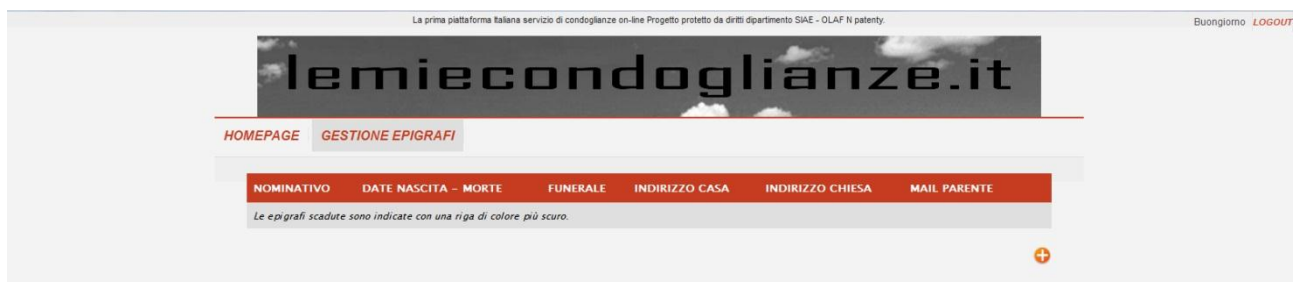 La prima piattaforma Italiana servizio di condoglianze on-line Progetto protetto da diritti dipartimento SIAE - OLAF N patenty.
Buongiorno LOGOUT
lemiecondoglianze.it
HOMEPAGE GESTIONE EPIGRAFI
NOMINATIVO DATE NASCITA – MORTE FUNERALE INDIRIZZO CASA INDIRIZZO CHIESA MAIL PARENTE
Le epigrafi scadute sono indicate con una riga di colore più scuro.